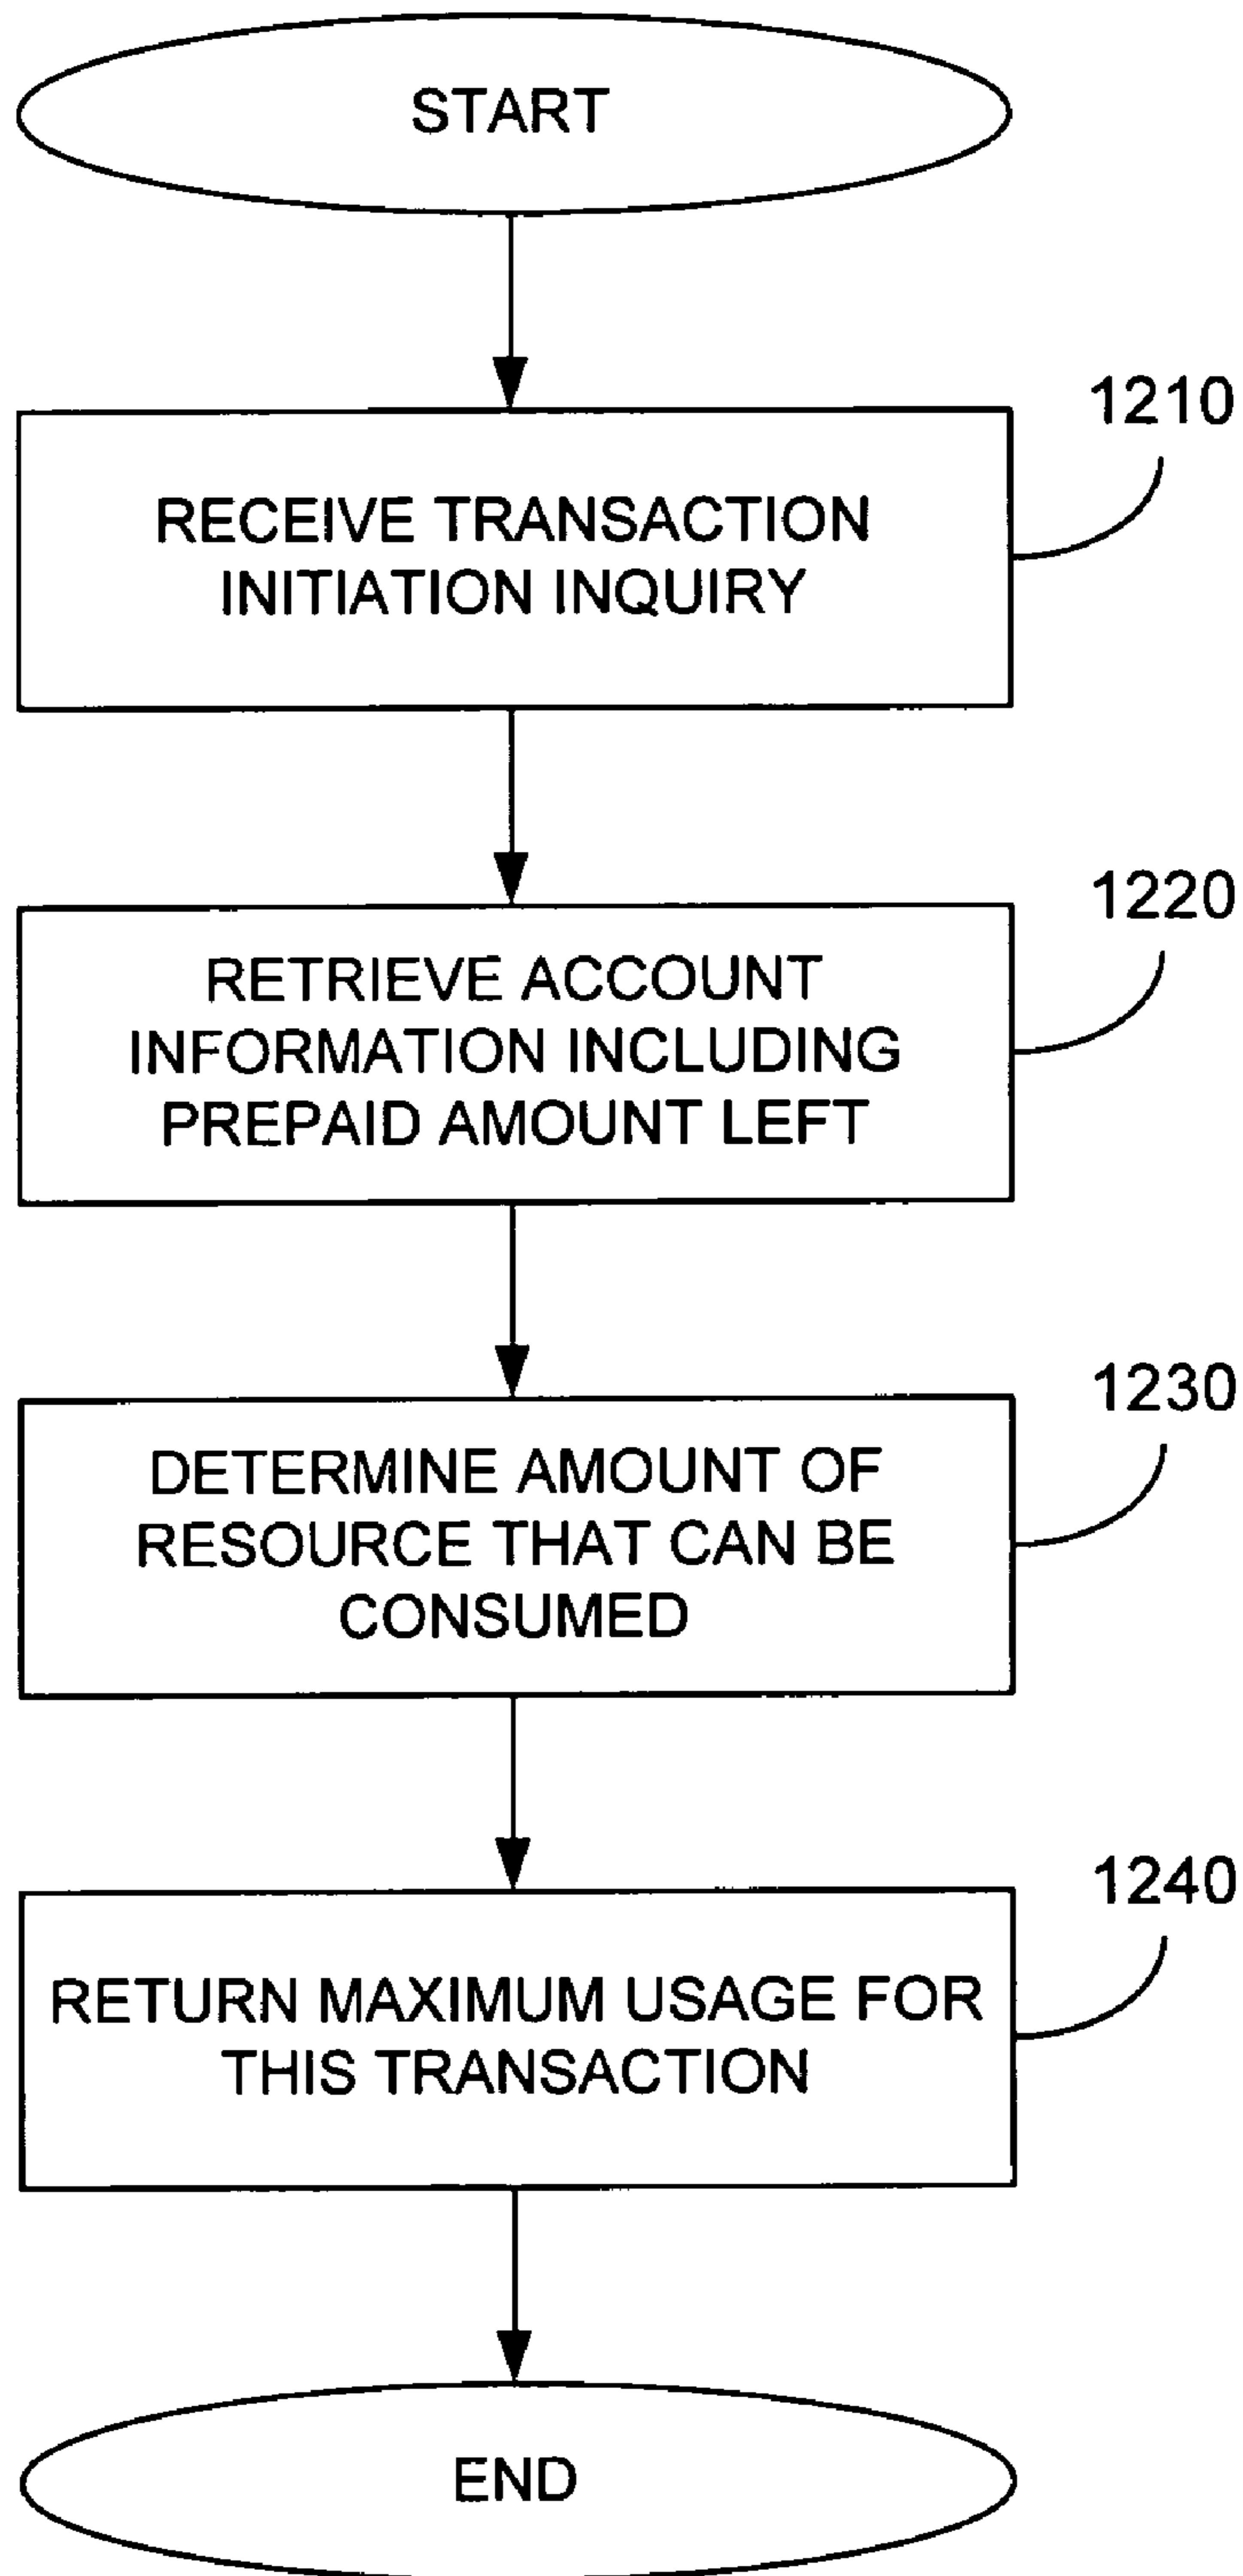 START
1210
RECEIVE TRANSACTION
INITIATION INQUIRY
1220
RETRIEVE ACCOUNT
INFORMATION INCLUDING
PREPAID AMOUNT LEFT
1230
DETERMINE AMOUNT OF
RESOURCE THAT CAN BE
CONSUMED
1240
RETURN MAXIMUM USAGE FOR
THIS TRANSACTION
END